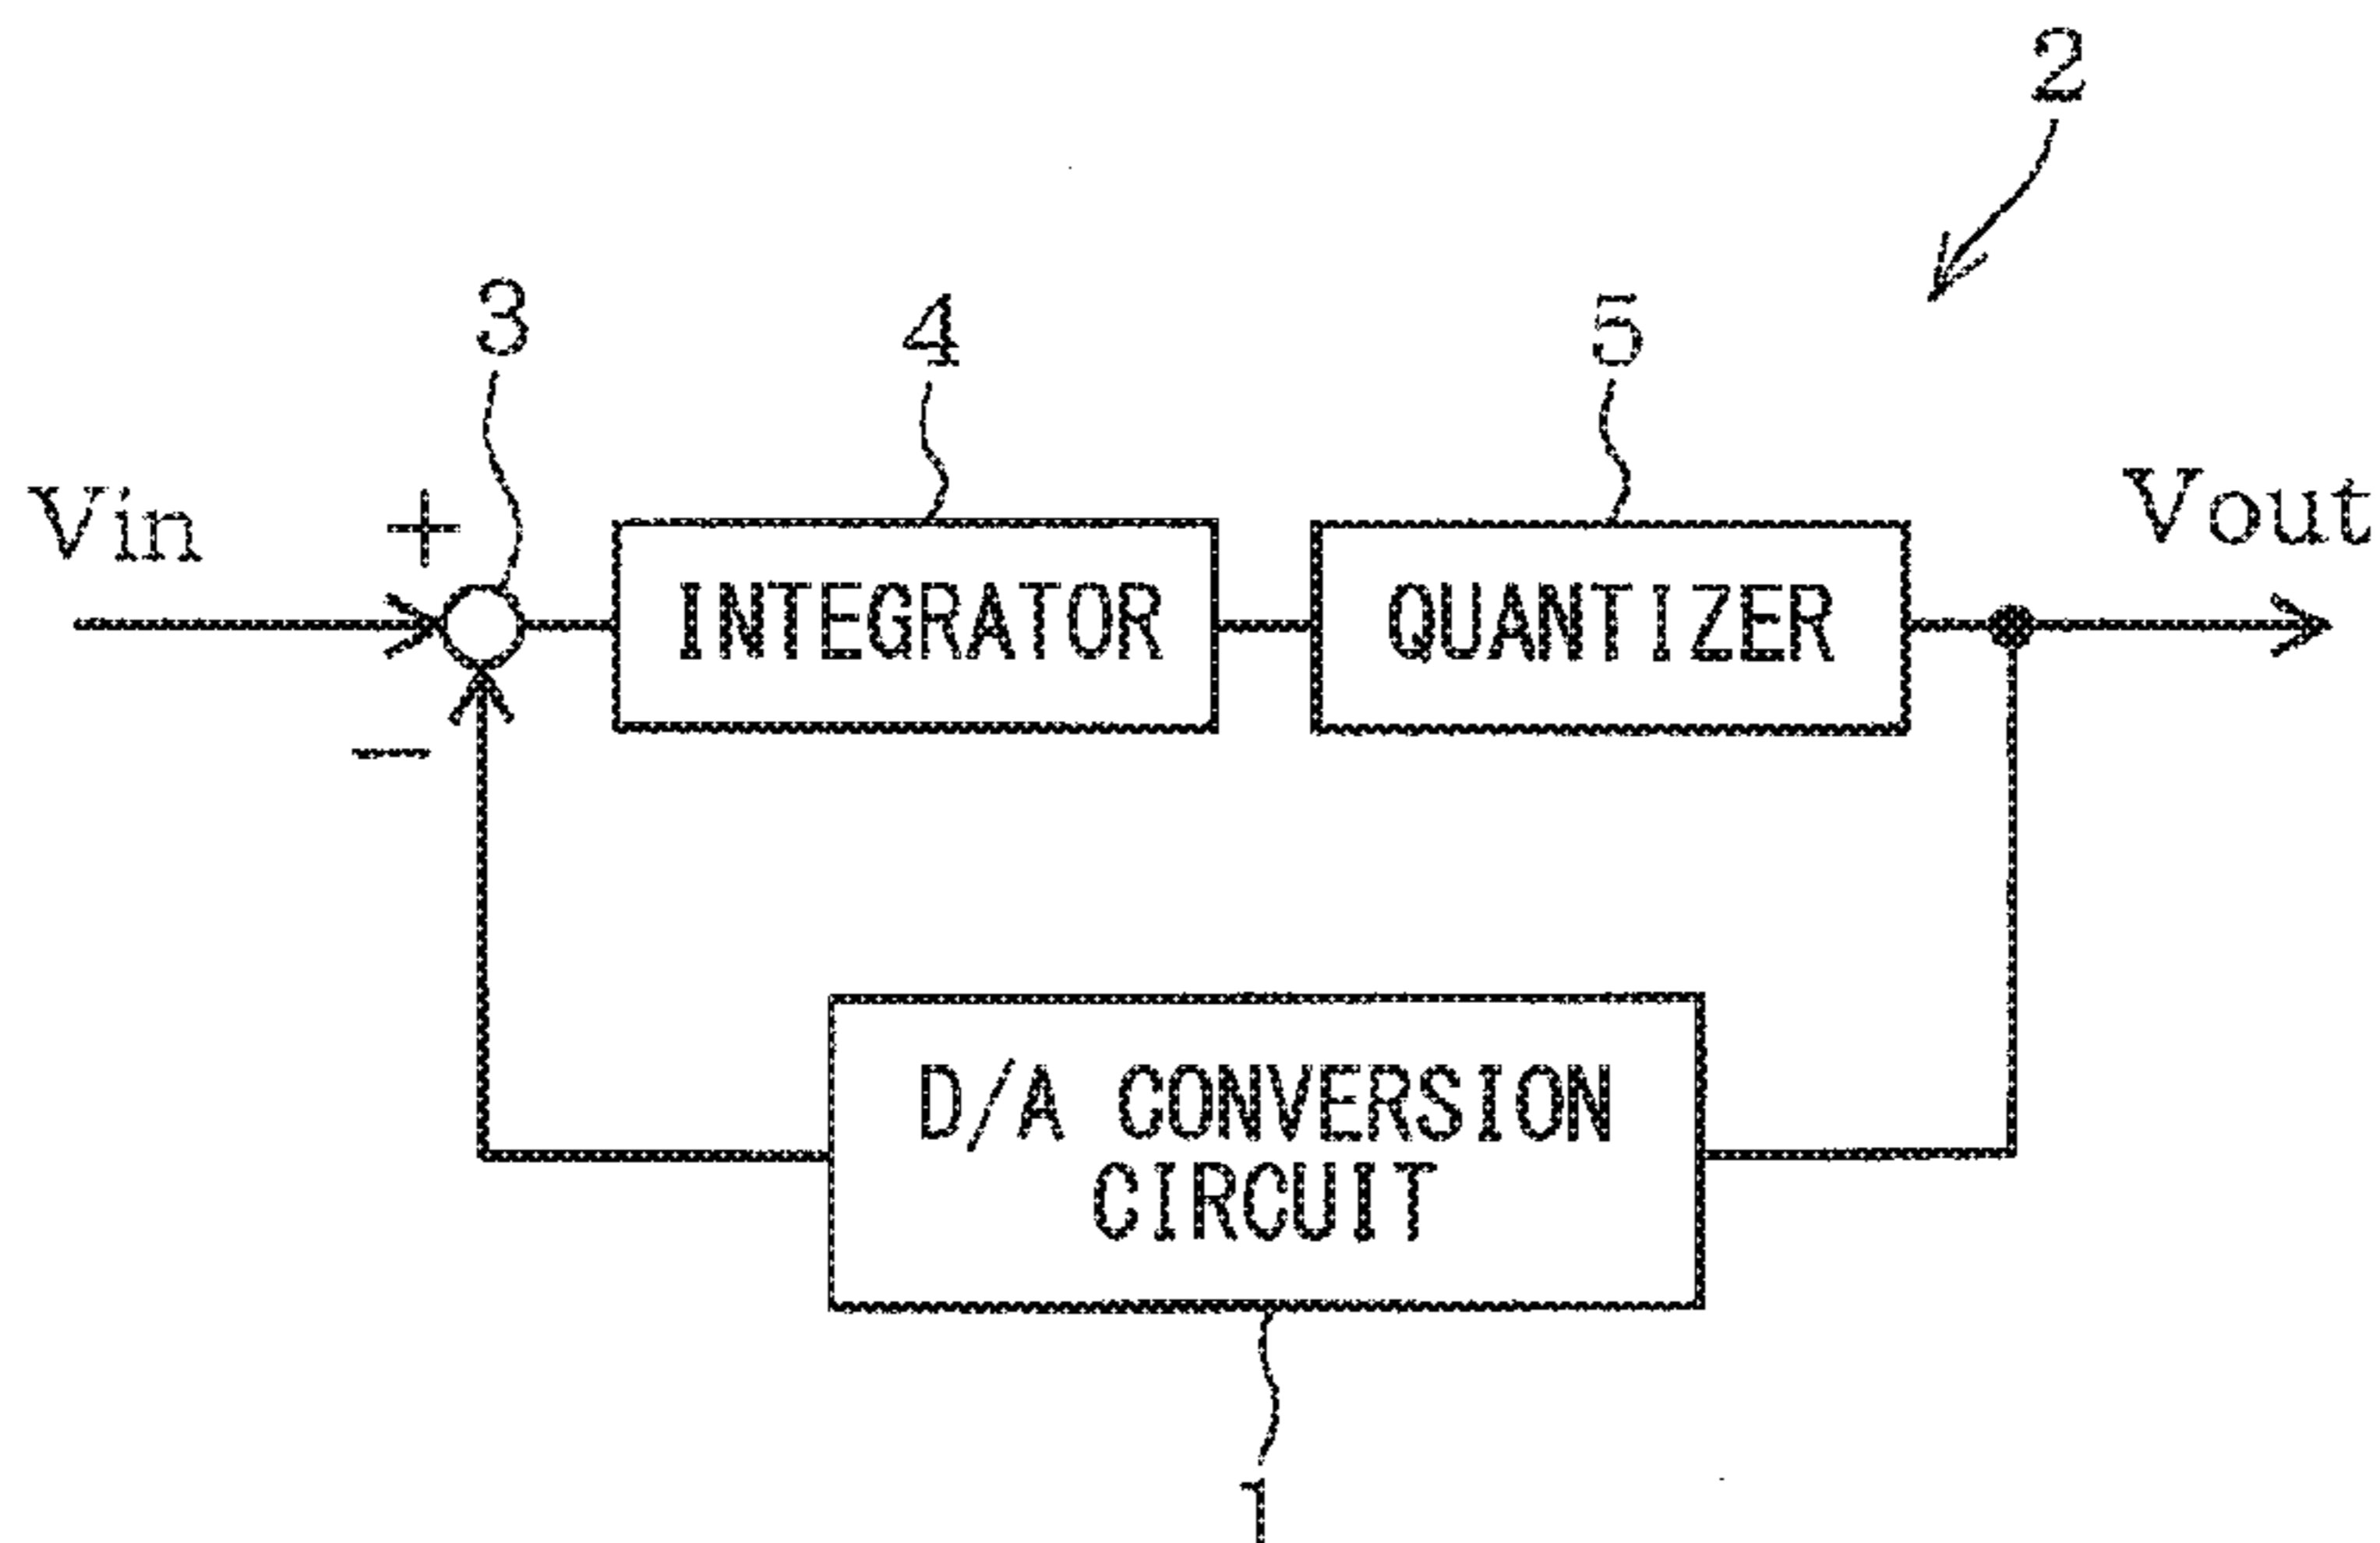 2
3
4
5
Vin
+
Vout
INTEGRATOR
QUANTIZER
−
D/A CONVERSION
CIRCUIT
1